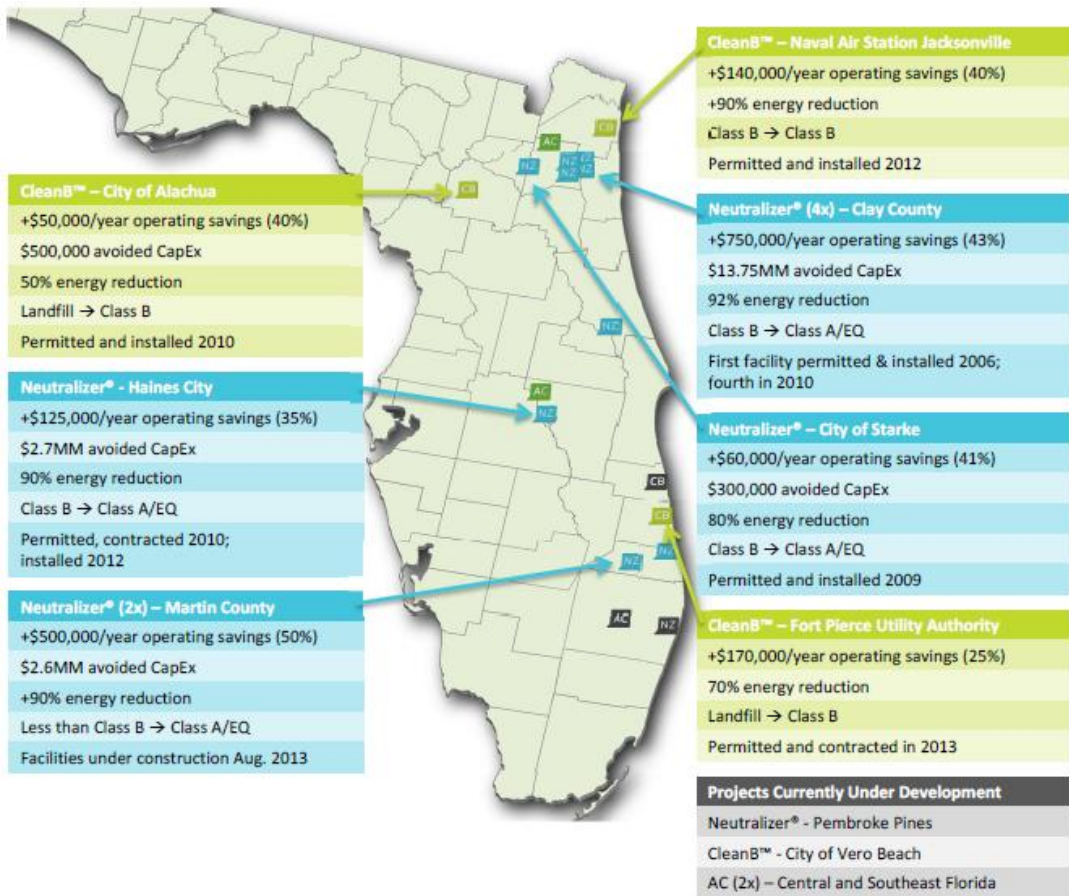 CleanB™ – Naval Air Station Jacksonville
+$140,000/year operating savings (40%)
+90% energy reduction
Class B → Class B
Permitted and installed 2012
CleanB™ – City of Alachua
+$50,000/year operating savings (40%)
$500,000 avoided CapEx
50% energy reduction
Landfill → Class B
Permitted and installed 2010
Neutralizer® (4x) – Clay County
+$750,000/year operating savings (43%)
$13.75MM avoided CapEx
92% energy reduction
Class B → Class A/EQ
First facility permitted & installed 2006;
fourth in 2010
Neutralizer® - Haines City
+$125,000/year operating savings (35%)
$2.7MM avoided CapEx
90% energy reduction
Class B → Class A/EQ
Permitted, contracted 2010;
installed 2012
Neutralizer® – City of Starke
+$60,000/year operating savings (41%)
$300,000 avoided CapEx
80% energy reduction
Class B → Class A/EQ
Permitted and installed 2009
Neutralizer® (2x) – Martin County
+$500,000/year operating savings (50%)
$2.6MM avoided CapEx
+90% energy reduction
Less than Class B → Class A/EQ
Facilities under construction Aug. 2013
CleanB™ – Fort Pierce Utility Authority
+$170,000/year operating savings (25%)
70% energy reduction
Landfill → Class B
Permitted and contracted in 2013
Projects Currently Under Development
Neutralizer® - Pembroke Pines
CleanB™ - City of Vero Beach
AC (2x) – Central and Southeast Florida
CB
AC
NZ
NZ
NZ
NZ
NZ
CB
NZ
AC
NZ
CB
CB
NZ
NZ
AC
NZ